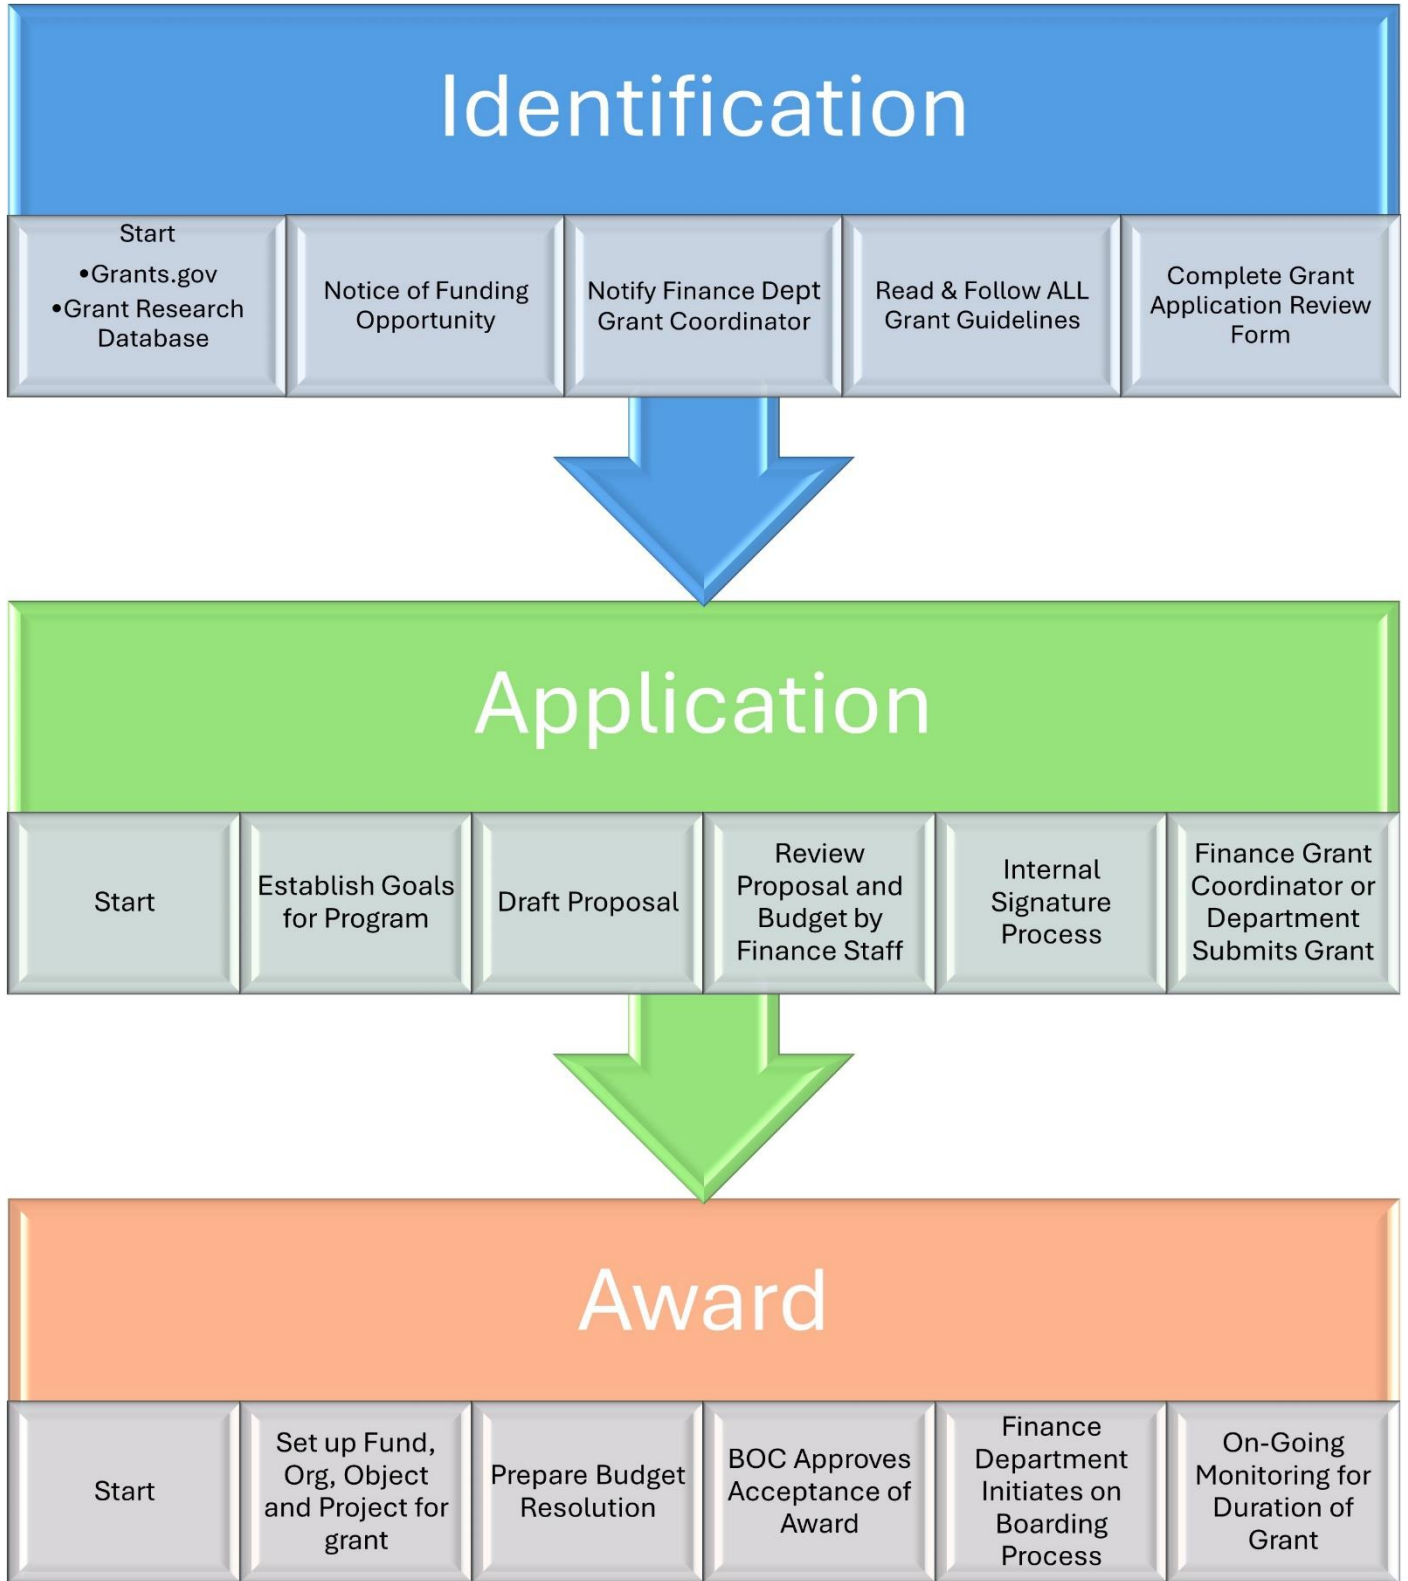 Identification
Start
•Grants.gov
•Grant Research
Database
Notice of Funding
Opportunity
Notify Finance Dept
Grant Coordinator
Read & Follow ALL
Grant Guidelines
Complete Grant
Application Review
Form
Application
Start
Establish Goals
for Program
Draft Proposal
Review
Proposal and
Budget by
Finance Staff
Internal
Signature
Process
Finance Grant
Coordinator or
Department
Submits Grant
Award
Start
Set up Fund,
Org, Object
and Project for
grant
Prepare Budget
Resolution
BOC Approves
Acceptance of
Award
Finance
Department
Initiates on
Boarding
Process
On-Going
Monitoring for
Duration of
Grant